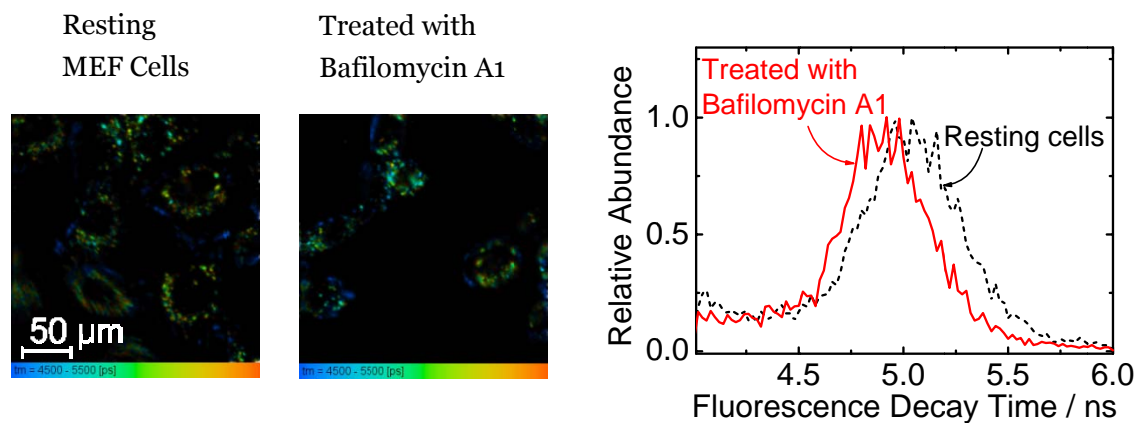 Resting
MEF Cells
Treated with
Bafilomycin A1
50 µm
tm = 4500 - 5500 [ps]
tm = 4500 - 5500 [ps]
Treated with
Bafilomycin A1
Resting cells
Relative Abundance
1.0
0.5
0.0
4.5 5.0 5.5 6.0
Fluorescence Decay Time / ns